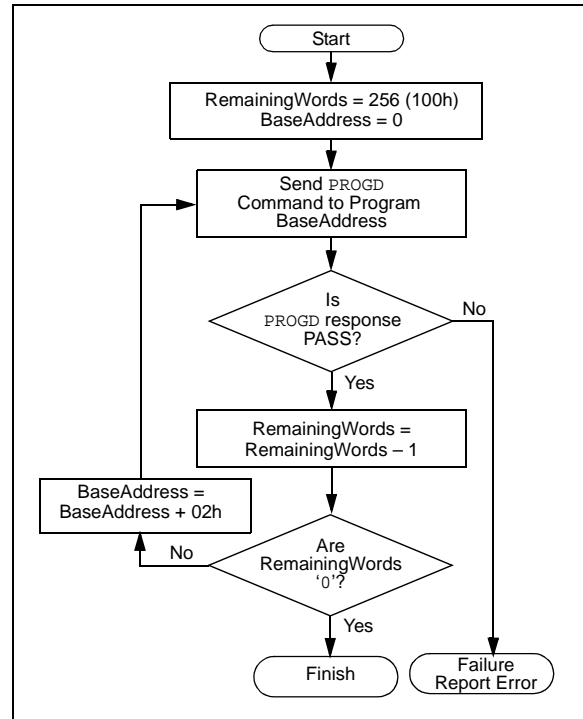 Start
RemainingWords = 256 (100h)
BaseAddress = 0
Send PROGD
Command to Program
BaseAddress
Is
PROGD response
PASS?
No
Yes
RemainingWords =
RemainingWords – 1
BaseAddress =
BaseAddress + 02h
No
Are
RemainingWords
‘0’?
Yes
Finish
Failure
Report Error